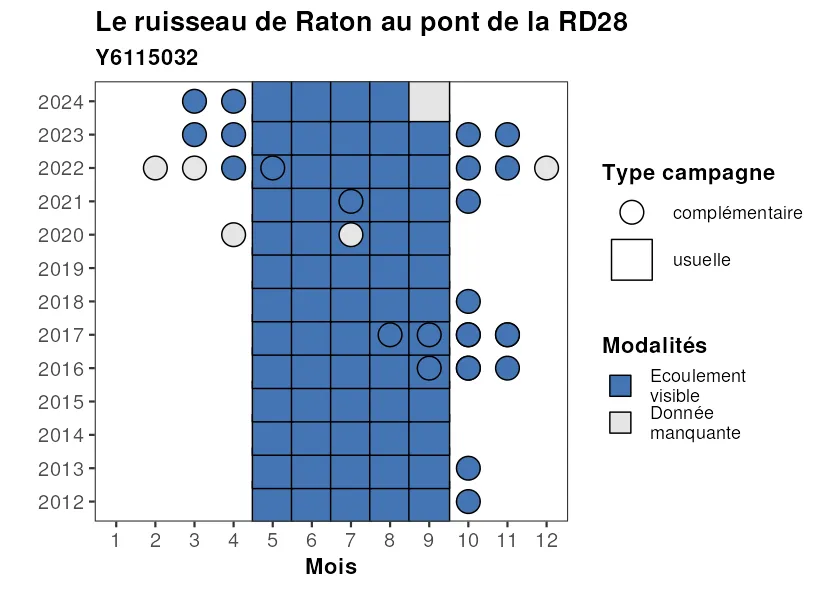 Le ruisseau de Raton au pont de la RD28
Y6115032
2024
2023
2022
2021
2020
2019
2018
2017
2016
2015
2014
2013
2012
1 2 3 4 5 6 7 8 9 10 11 12
Mois
Type campagne
complémentaire
usuelle
Modalités
Ecoulement
visible
Donnée
manquante